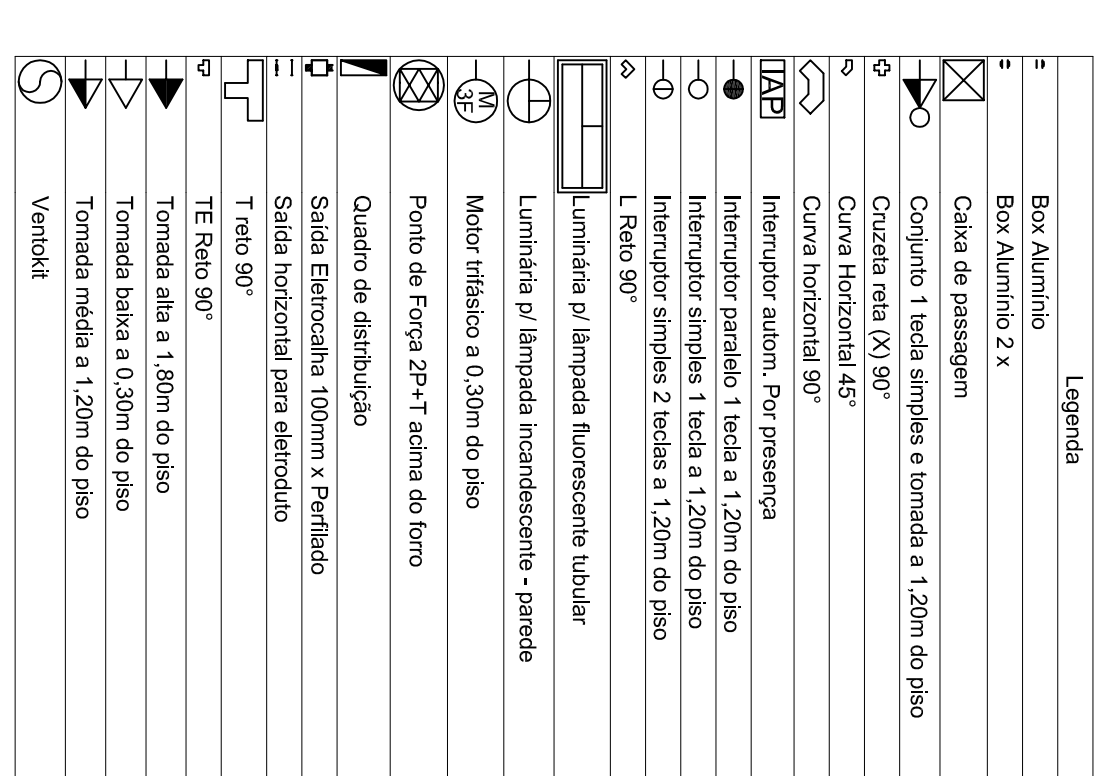 Legenda
Box Alumínio
Box Alumínio 2 x
Caixa de passagem
Conjunto 1 tecla simples e tomada a 1,20m do piso
Cruzeta reta (X) 90°
Curva Horizontal 45°
Curva horizontal 90°
IAP Interruptor autom. Por presença
Interruptor paralelo 1 tecla a 1,20m do piso
Interruptor simples 1 tecla a 1,20m do piso
Interruptor simples 2 teclas a 1,20m do piso
L Reto 90°
Luminária p/ lâmpada fluorescente tubular
Luminária p/ lâmpada incandescente - parede
M
3F
Motor trifásico a 0,30m do piso
Ponto de Força 2P+T acima do forro
Quadro de distribuição
Saída Eletrocalha 100mm x Perfilado
Saída horizontal para eletroduto
T reto 90°
TE Reto 90°
Tomada alta a 1,80m do piso
Tomada baixa a 0,30m do piso
Tomada média a 1,20m do piso
Ventokit